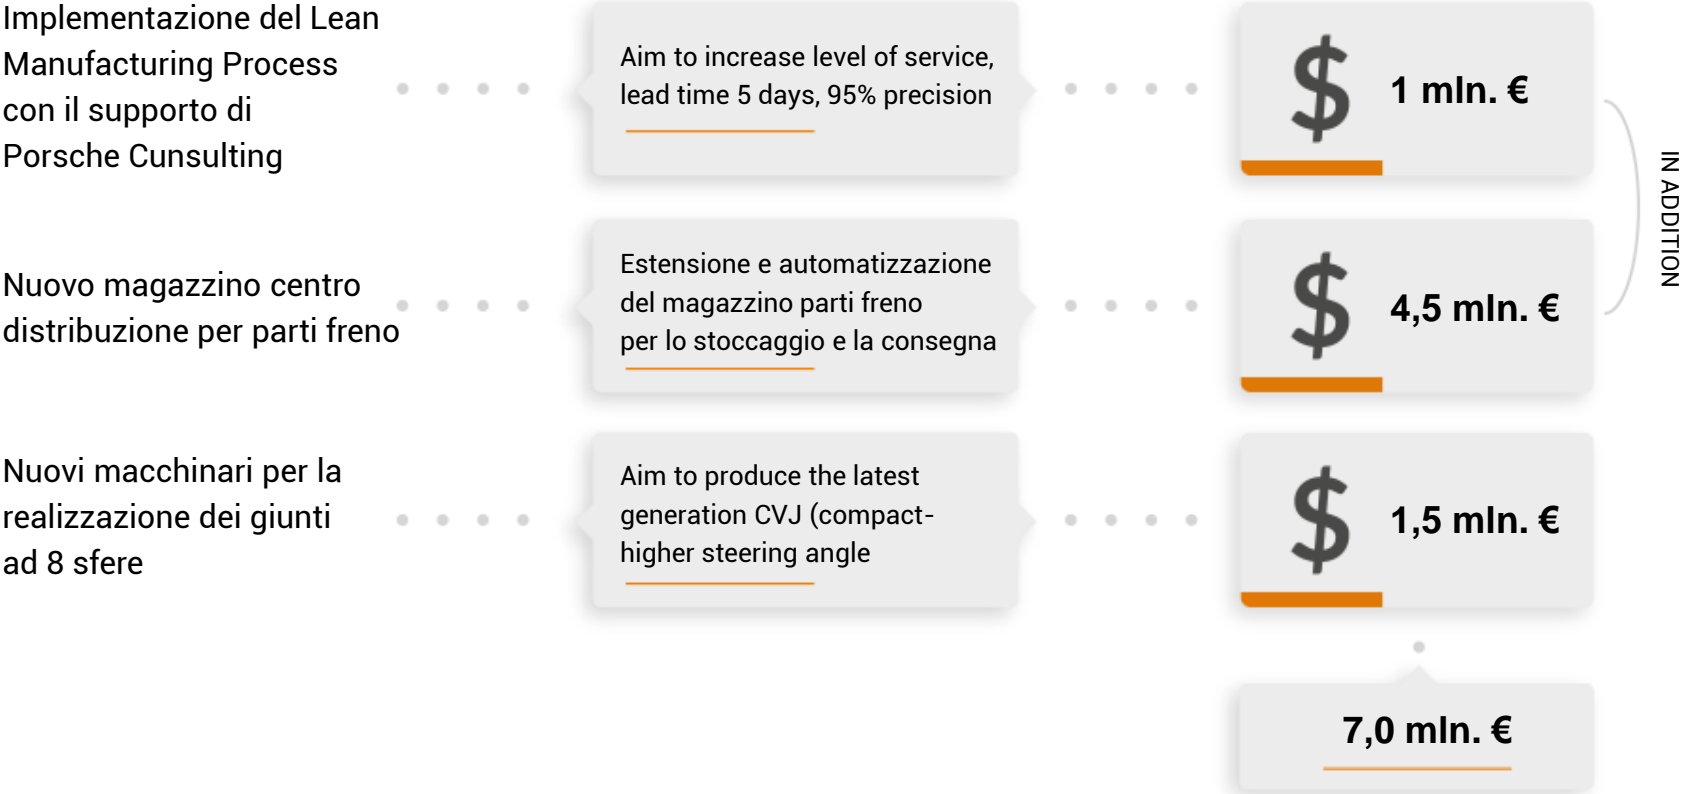 Implementazione del Lean
Manufacturing Process
con il supporto di
Porsche Cunsulting
Aim to increase level of service,
lead time 5 days, 95% precision
$ 1 mln. €
IN ADDITION
Nuovo magazzino centro
distribuzione per parti freno
Estensione e automatizzazione
del magazzino parti freno
per lo stoccaggio e la consegna
$ 4,5 mln. €
Nuovi macchinari per la
realizzazione dei giunti
ad 8 sfere
Aim to produce the latest
generation CVJ (compact-
higher steering angle
$ 1,5 mln. €
7,0 mln. €